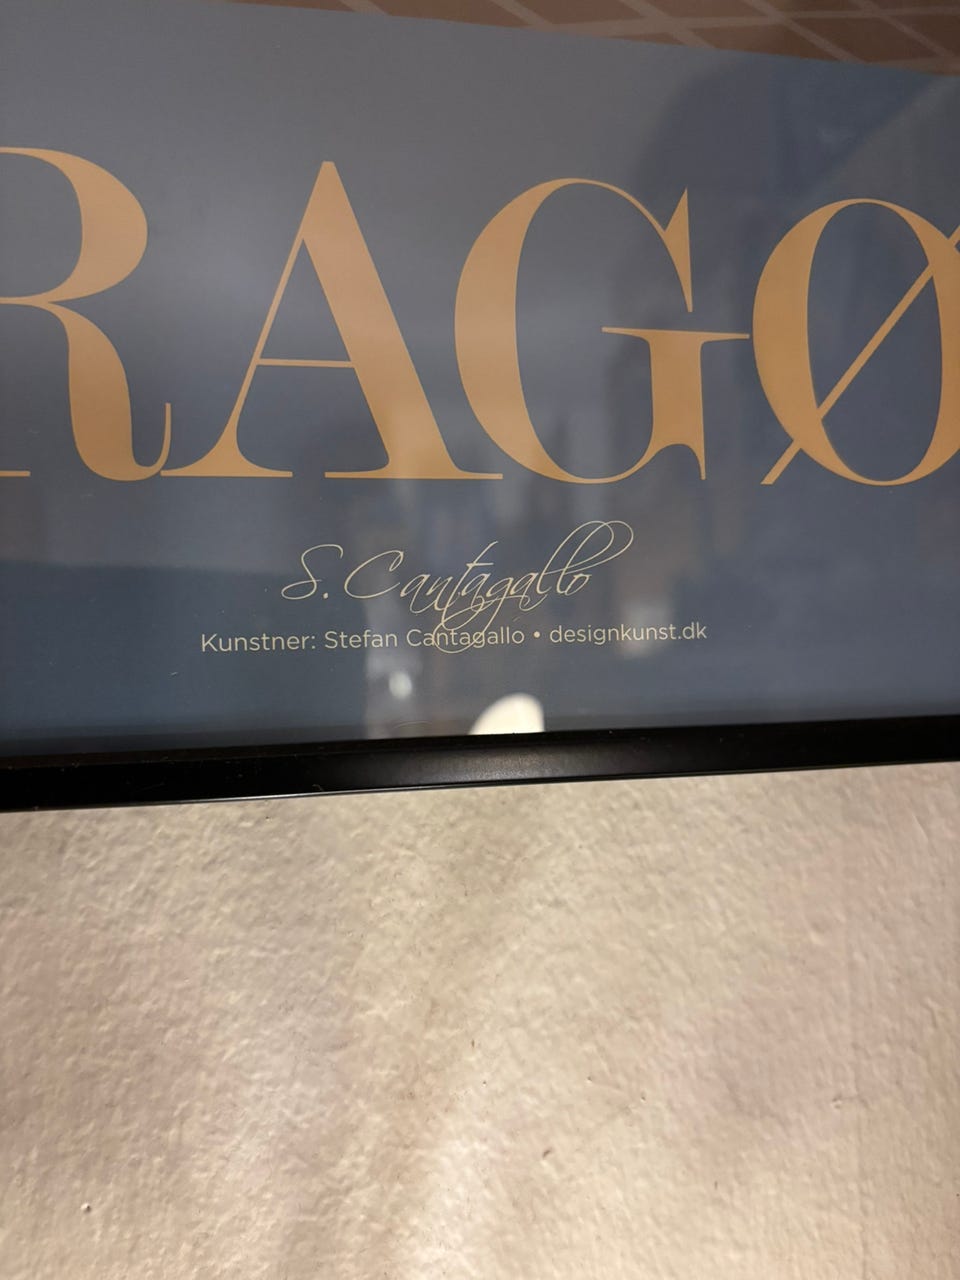 RAGØ
S. Cantagallo
Kunstner: Stefan Cantagallo • designkunst.dk